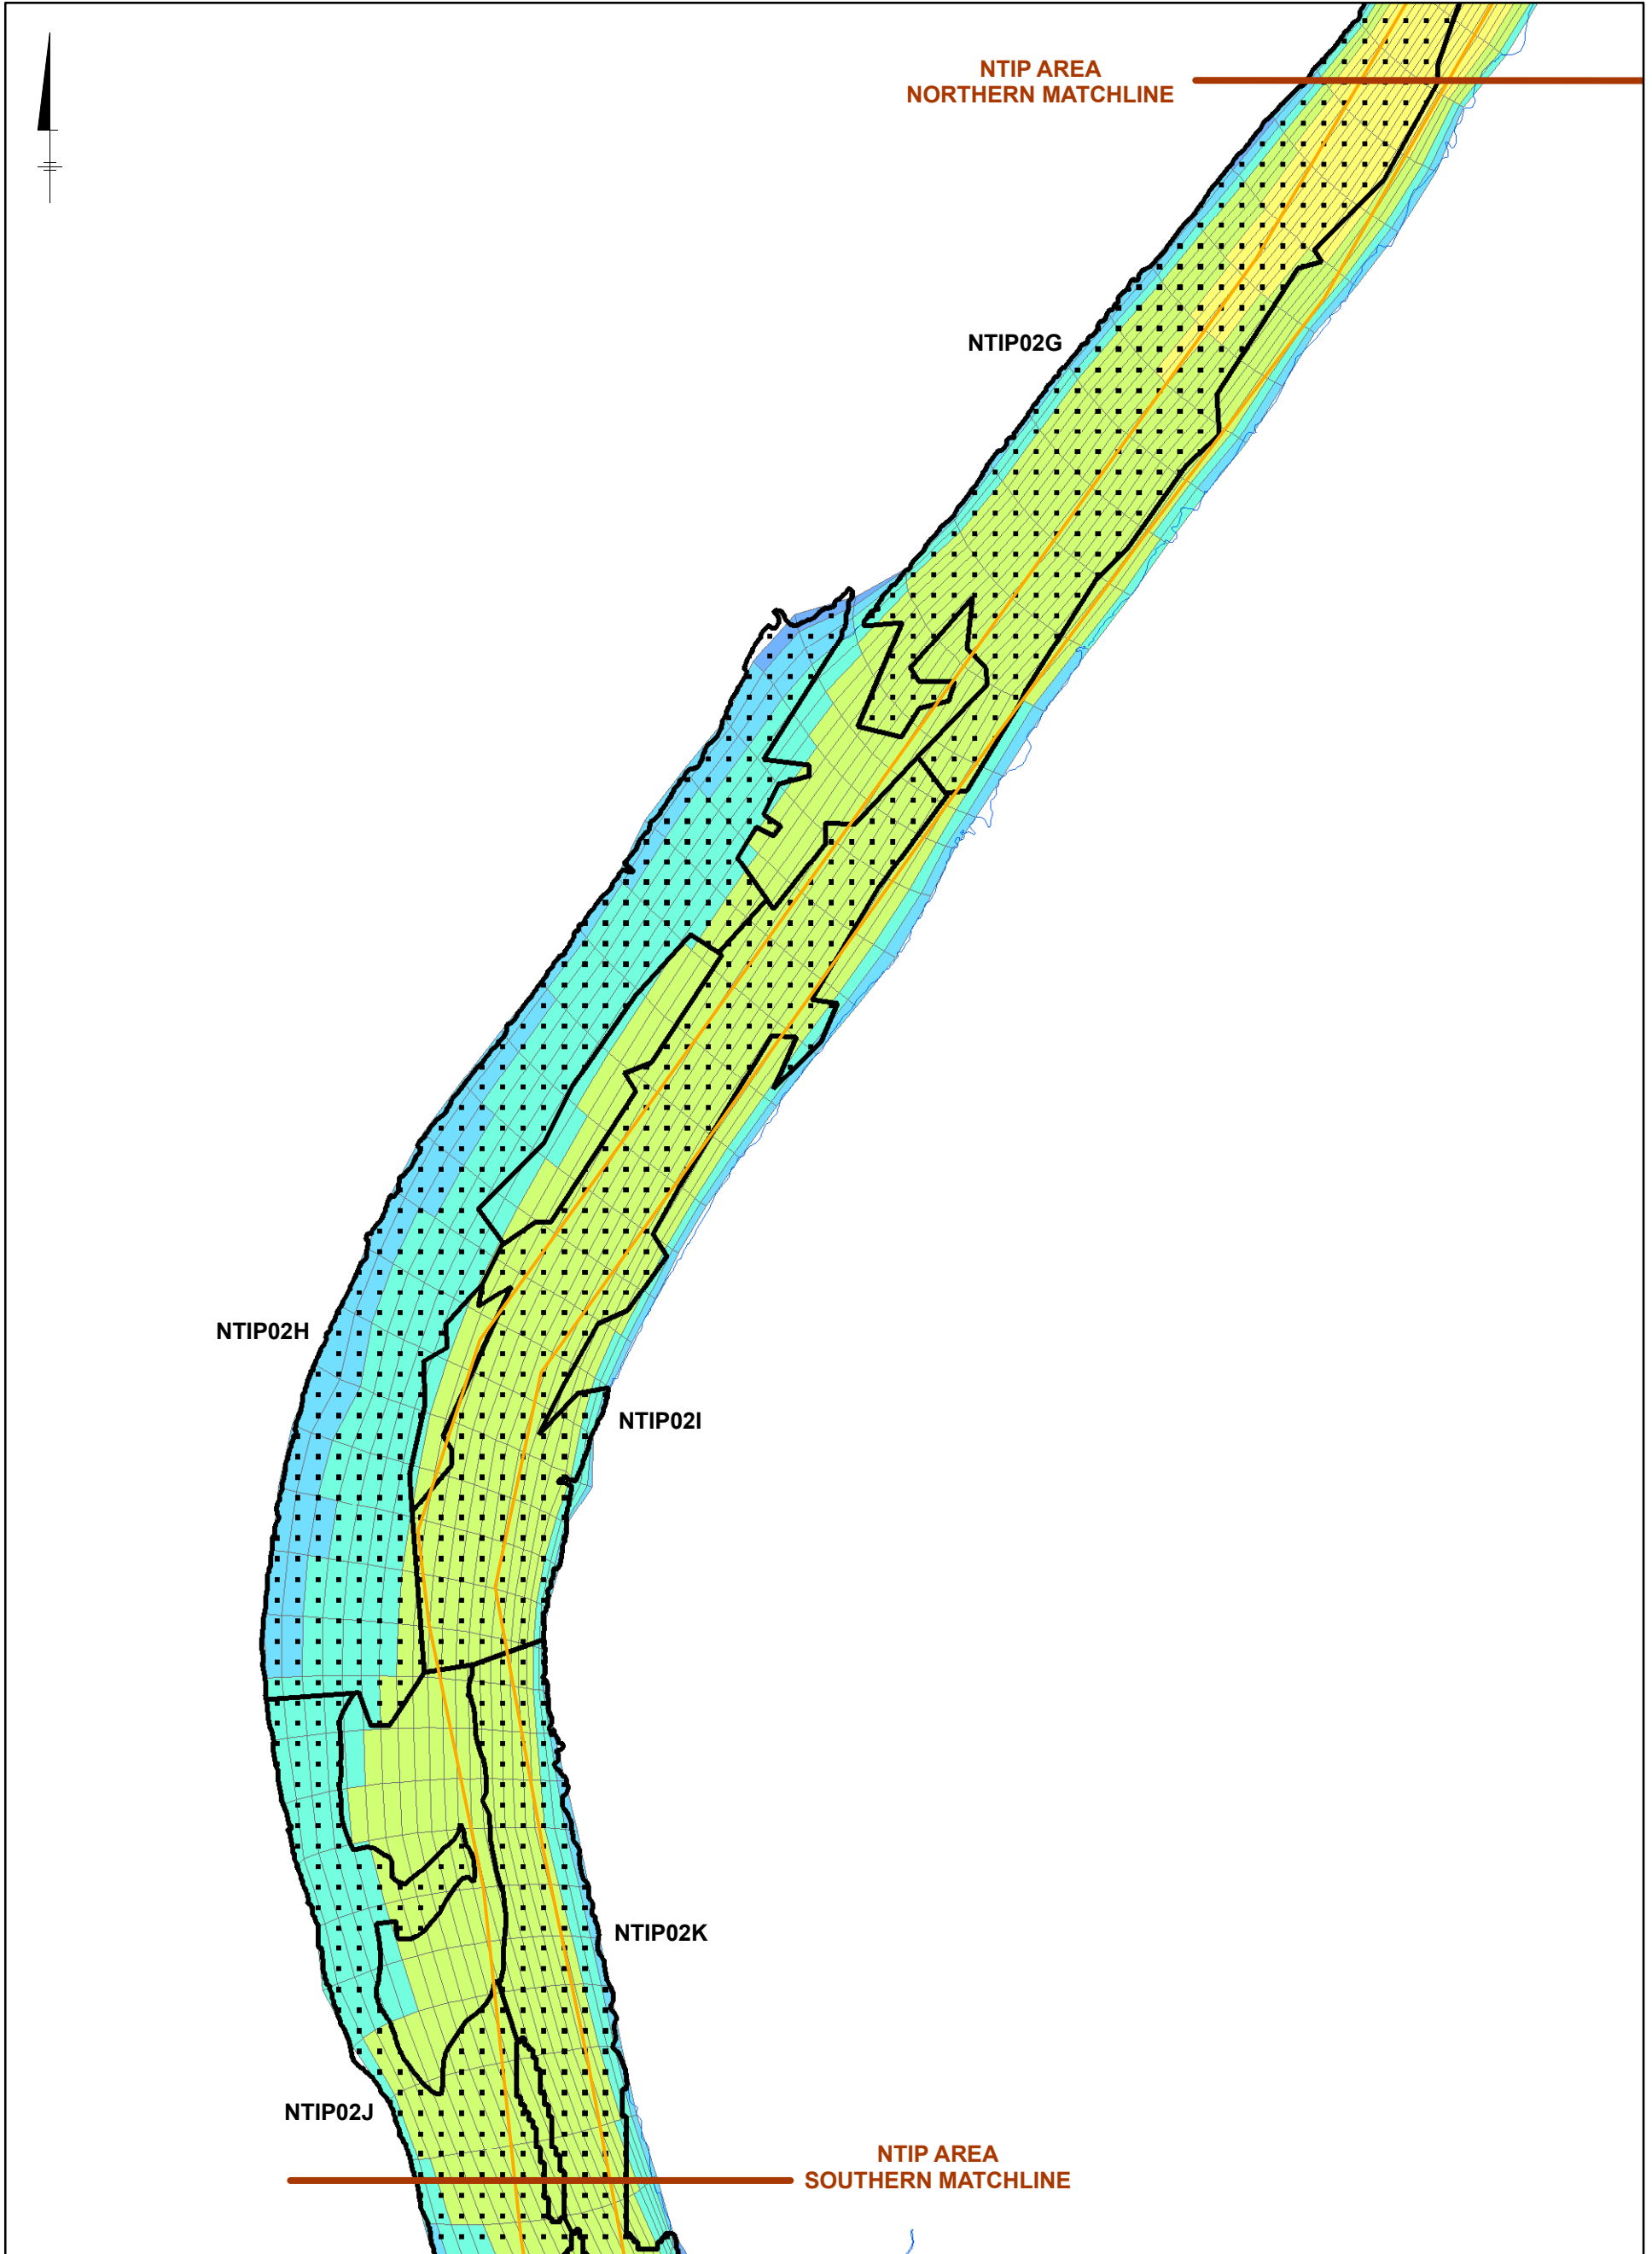 NTIP AREA
NORTHERN MATCHLINE
NTIP02G
NTIP02H
NTIP02I
NTIP02K
NTIP02J
NTIP AREA
SOUTHERN MATCHLINE